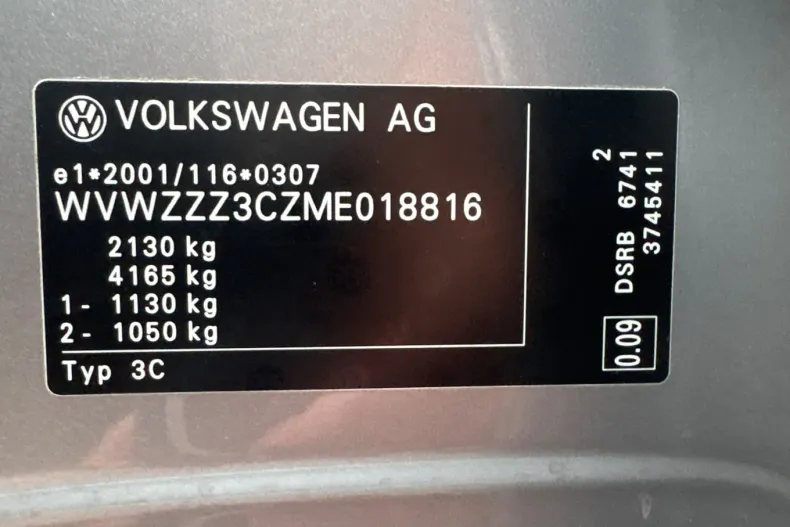 VOLKSWAGEN AG
e1*2001/116*0307
WVWZZZ3CZME018816
2130 kg
4165 kg
1- 1130 kg
2- 1050 kg
Typ 3C
2
DSRB 6741
3745411
0.09